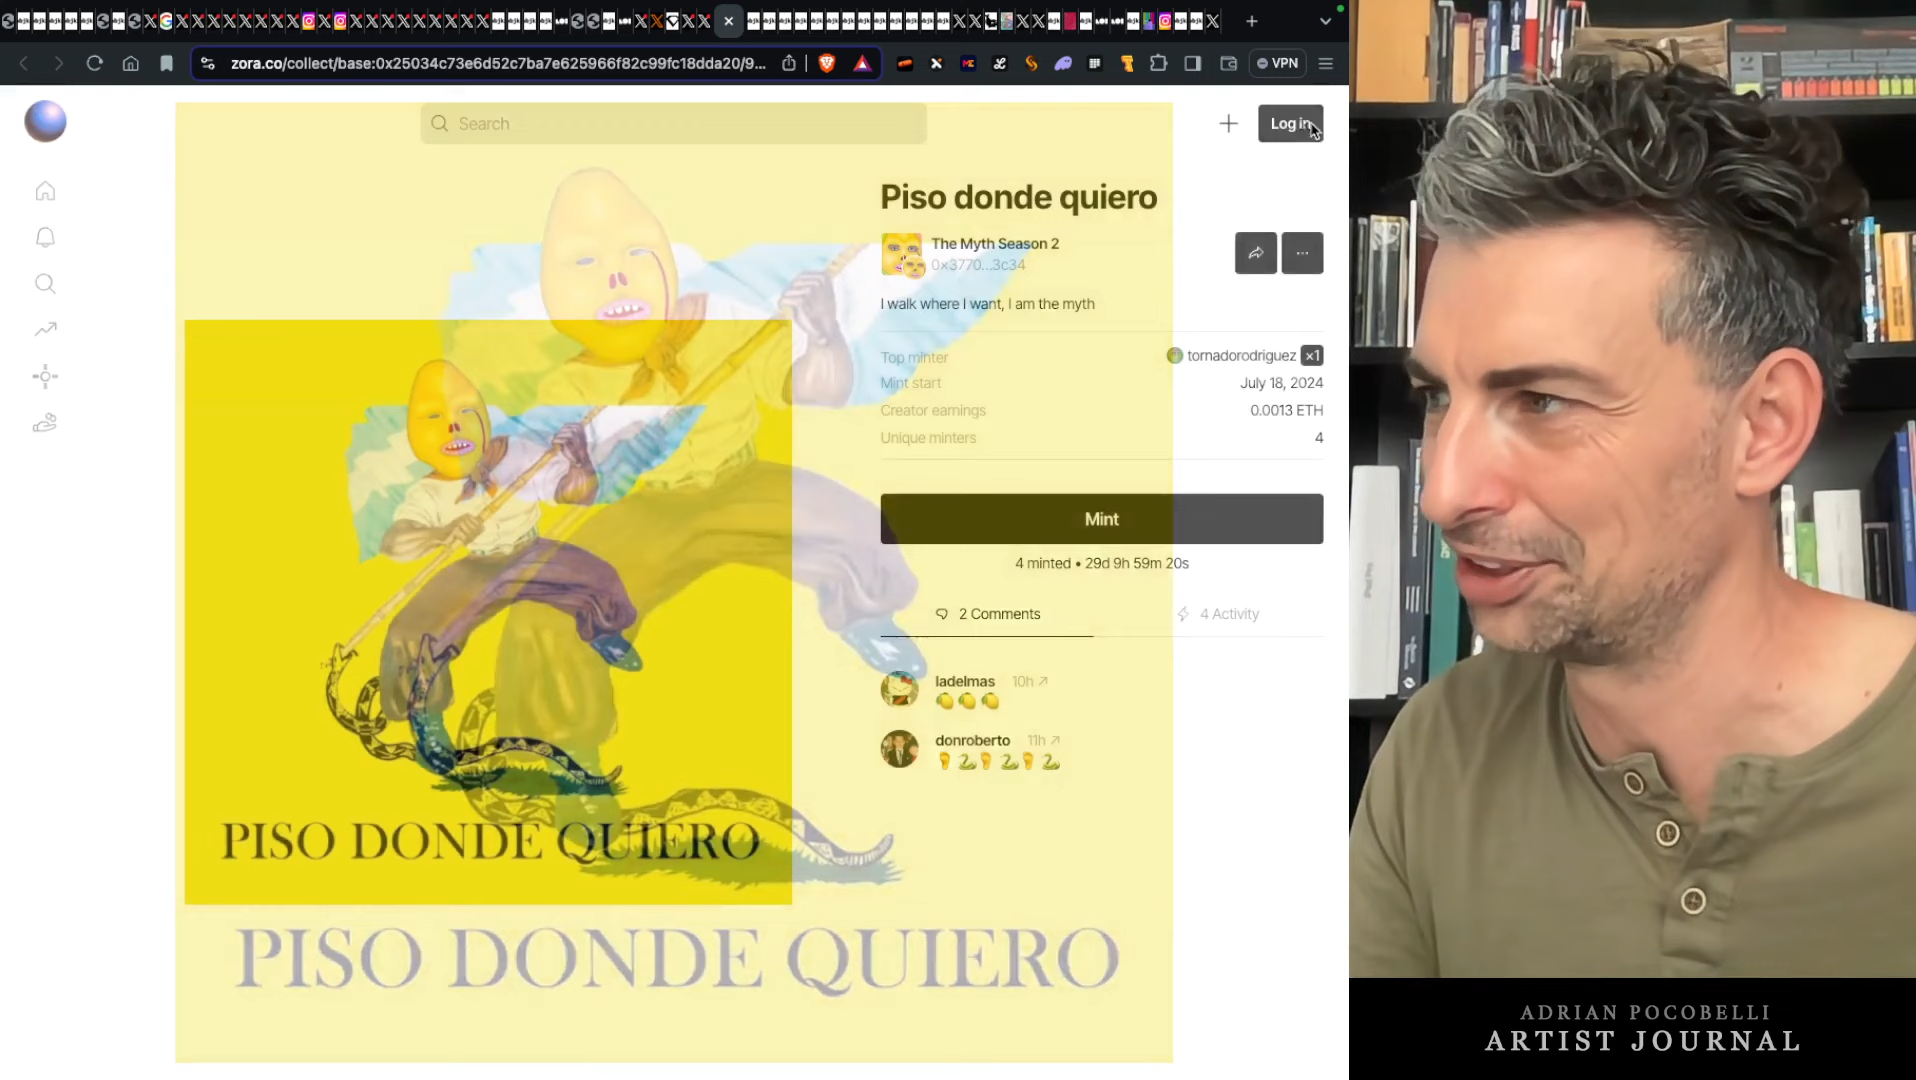 zora.co/collect/base:0x25034c73e6d52c7ba7e625966f82c99fc18dda20/9...
VPN
Search
Log in
Piso donde quiero
The Myth Season 2
0x3770...3c34
I walk where I want, I am the myth
Top minter
tornadorodriguez ×1
Mint start
July 18, 2024
Creator earnings
0.0013 ETH
Unique minters
4
Mint
4 minted • 29d 9h 59m 20s
2 Comments
4 Activity
ladelmas 10h
donroberto 11h
PISO DONDE QUIERO
PISO DONDE QUIERO
ADRIAN POCOBELLI
ARTIST JOURNAL